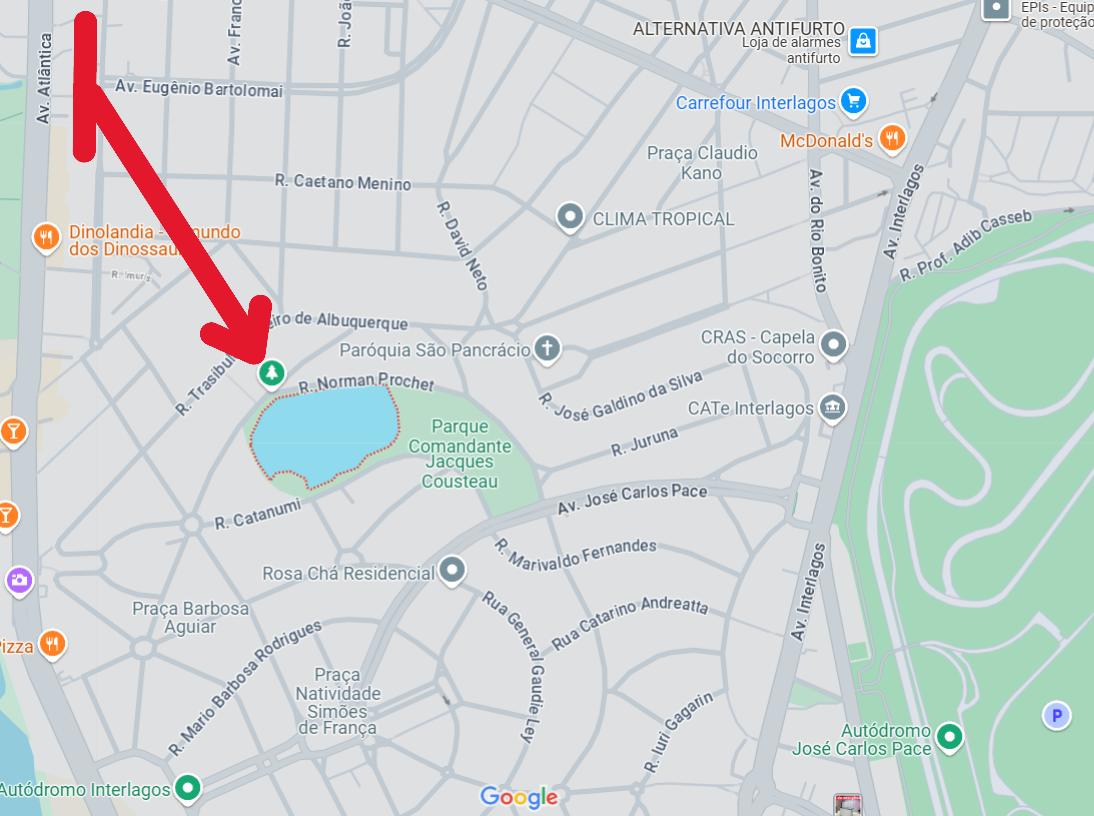 EPIs - Equip
de proteção
ALTERNATIVA ANTIFURTO
Loja de alarmes
antifurto
Av. Atlântica
Av. Franc
R. João
Av. Eugênio Bartolomai
Carrefour Interlagos
McDonald's
Praça Claudio
Kano
R. Caetano Menino
Av. do Rio Bonito
Av. Interlagos
R. David Neto
CLIMA TROPICAL
R. Prof. Adib Casseb
Dinolandia -
mundo
dos Dinossau
R. Trasíbul
eiro de Albuquerque
Paróquia São Pancrácio
CRAS - Capela
do Socorro
R. Norman Prochet
R. José Galdino da Silva
CATe Interlagos
Parque
Comandante
Jacques
Cousteau
R. Juruna
Av. José Carlos Pace
R. Catanumi
R. Marivaldo Fernandes
Av. Interlagos
Rosa Chá Residencial
Praça Barbosa
Aguiar
Rua General Gaudie Ley
Rua Catarino Andreatta
R. Mario Barbosa Rodrigues
Pizza
Praça
Natividade
Simões
de França
R. Iuri Gagarin
P
Autódromo
José Carlos Pace
Autódromo Interlagos
Google